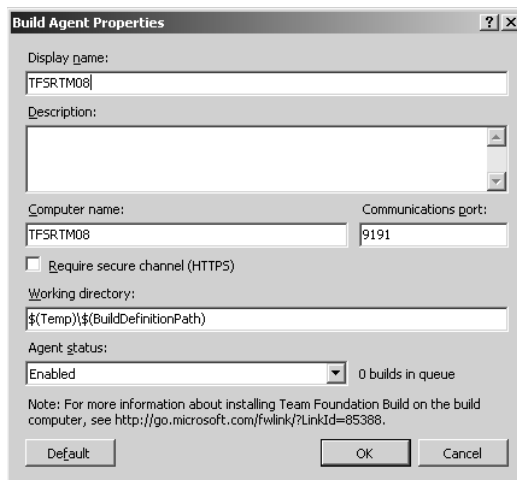 Build Agent Properties
Display name:
TFSRTM08
Description:
Computer name:
Communications port:
TFSRTM08
9191
Require secure channel (HTTPS)
Working directory:
$(Temp)\$(BuildDefinitionPath)
Agent status:
Enabled
0 builds in queue
Note: For more information about installing Team Foundation Build on the build
computer, see http://go.microsoft.com/fwlink/?LinkId=85388.
Default
OK
Cancel